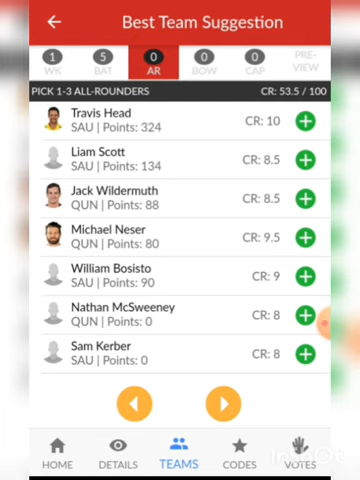 Best Team Suggestion
1 5 0 0 0
WK BAT AR BOW CAP PRE-VIEW
PICK 1-3 ALL-ROUNDERS CR: 53.5 / 100
Travis Head
SAU | Points: 324 CR: 10
Liam Scott
SAU | Points: 134 CR: 8.5
Jack Wildermuth
QUN | Points: 88 CR: 8.5
Michael Neser
QUN | Points: 80 CR: 9.5
William Bosisto
SAU | Points: 90 CR: 9
Nathan McSweeney
QUN | Points: 0 CR: 8
Sam Kerber
SAU | Points: 0 CR: 8
HOME DETAILS TEAMS CODES VOTES
InShOt